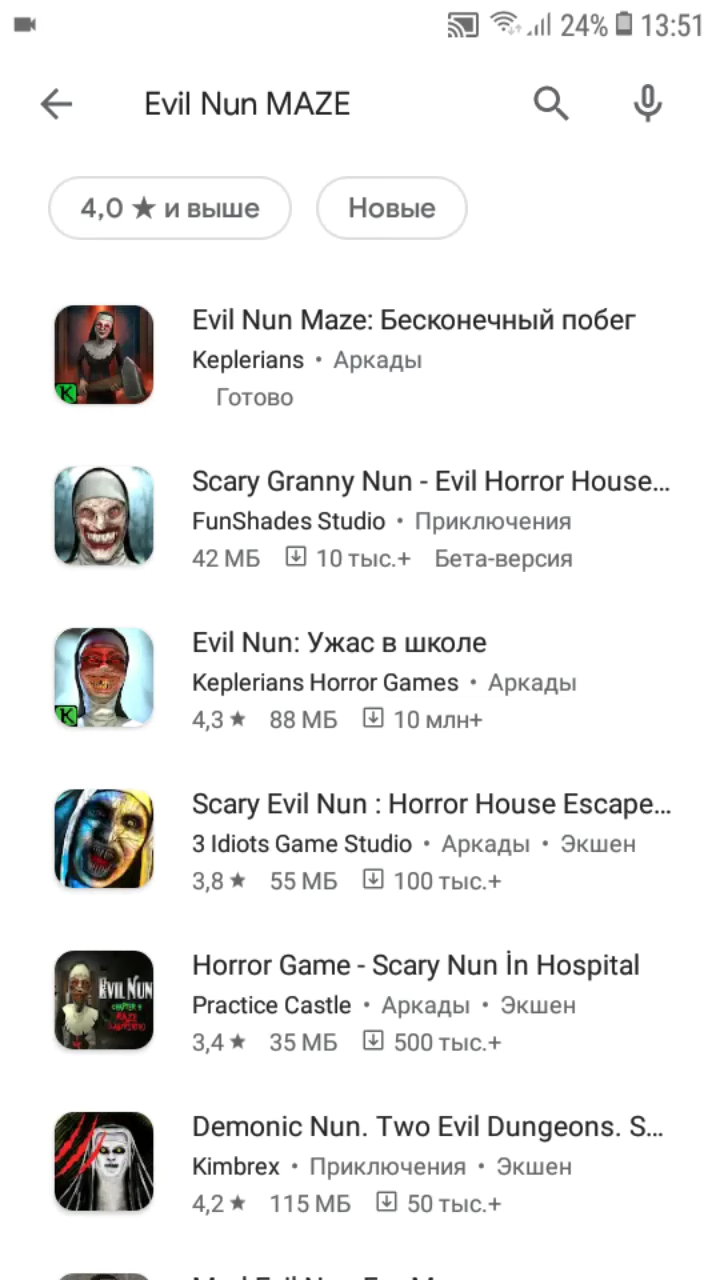 24% 13:51
Evil Nun MAZE
4,0 ★ и выше Новые
Evil Nun Maze: Бесконечный побег
Keplerians • Аркады
Готово
Scary Granny Nun - Evil Horror House...
FunShades Studio • Приключения
42 МБ 10 тыс.+ Бета-версия
Evil Nun: Ужас в школе
Keplerians Horror Games • Аркады
4,3 ★ 88 МБ 10 млн+
Scary Evil Nun : Horror House Escape...
3 Idiots Game Studio • Аркады • Экшен
3,8 ★ 55 МБ 100 тыс.+
EVIL NUN
Horror Game - Scary Nun İn Hospital
Practice Castle • Аркады • Экшен
3,4 ★ 35 МБ 500 тыс.+
Demonic Nun. Two Evil Dungeons. S...
Kimbrex • Приключения • Экшен
4,2 ★ 115 МБ 50 тыс.+